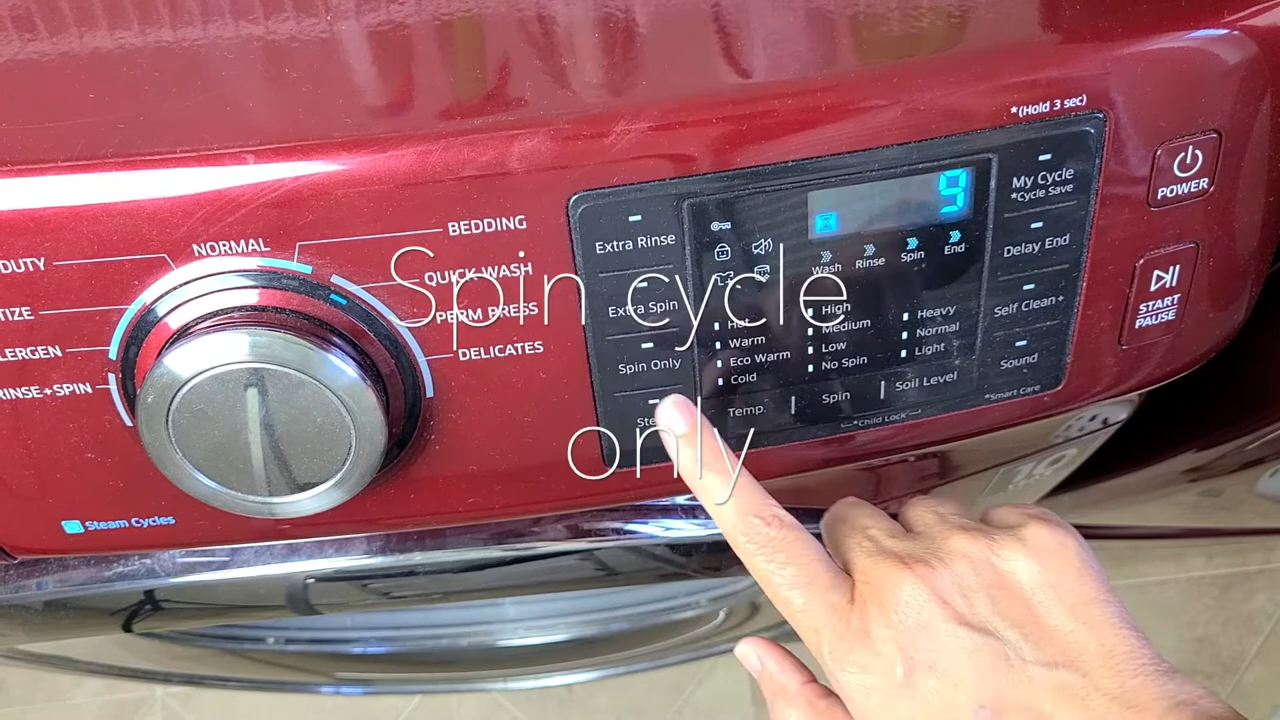 *(Hold 3 sec)
NORMAL
DUTY
TIZE
LERGEN
RINSE+SPIN
BEDDING
QUICK WASH
PERM PRESS
DELICATES
Steam Cycles
Extra Rinse
Extra Spin
Spin Only
Ste
9
Wash
Rinse
Spin
End
Hot
Warm
Eco Warm
Cold
High
Medium
Low
No Spin
Heavy
Normal
Light
Temp.
Spin
Soil Level
*Child Lock
My Cycle
*Cycle Save
Delay End
Self Clean+
Sound
*Smart Care
POWER
START
PAUSE
Spin cycle
only
10